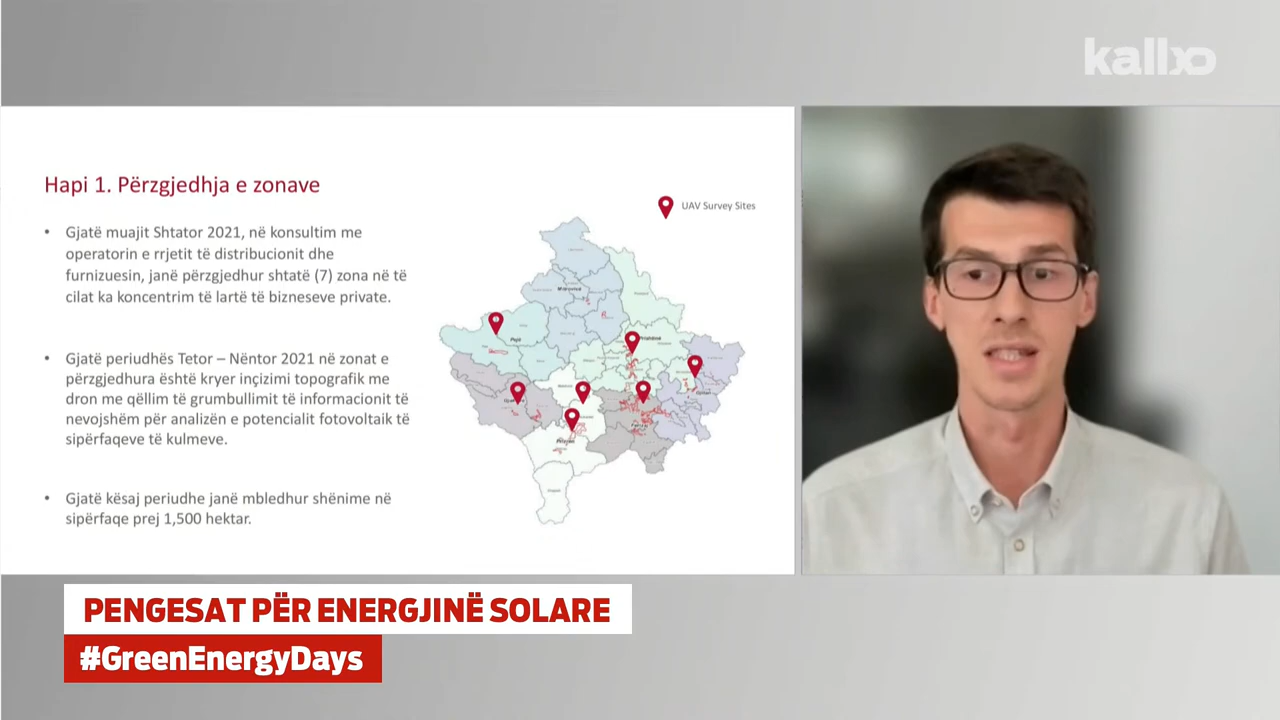 kallxo
Hapi 1. Përzgjedhja e zonave
UAV Survey Sites
• Gjatë muajit Shtator 2021, në konsultim me
operatorin e rrjetit të distribucionit dhe
furnizuesin, janë përzgjedhur shtatë (7) zona në të
cilat ka koncentrim të lartë të bizneseve private.
• Gjatë periudhës Tetor – Nëntor 2021 në zonat e
përzgjedhura është kryer inçizimi topografik me
dron me qëllim të grumbullimit të informacionit të
nevojshëm për analizën e potencialit fotovoltaik të
sipërfaqeve të kulmeve.
• Gjatë kësaj periudhe janë mbledhur shënime në
sipërfaqe prej 1,500 hektar.
PENGESAT PËR ENERGJINË SOLARE
#GreenEnergyDays